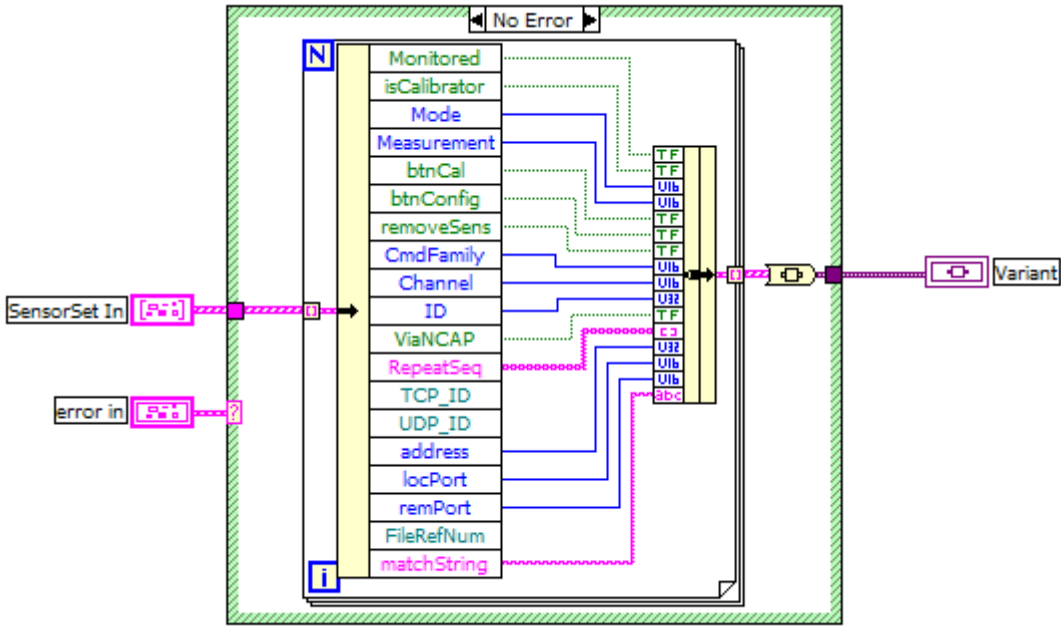 No Error
N
Monitored
isCalibrator
Mode
Measurement
btnCal
btnConfig
removeSens
CmdFamily
Channel
ID
ViaNCAP
RepeatSeq
TCP_ID
UDP_ID
address
locPort
remPort
FileRefNum
matchString
i
TF
TF
U16
U16
TF
TF
TF
U16
U16
U32
TF
[ ]
U32
U16
U16
abc
SensorSet In
error in
?
Variant